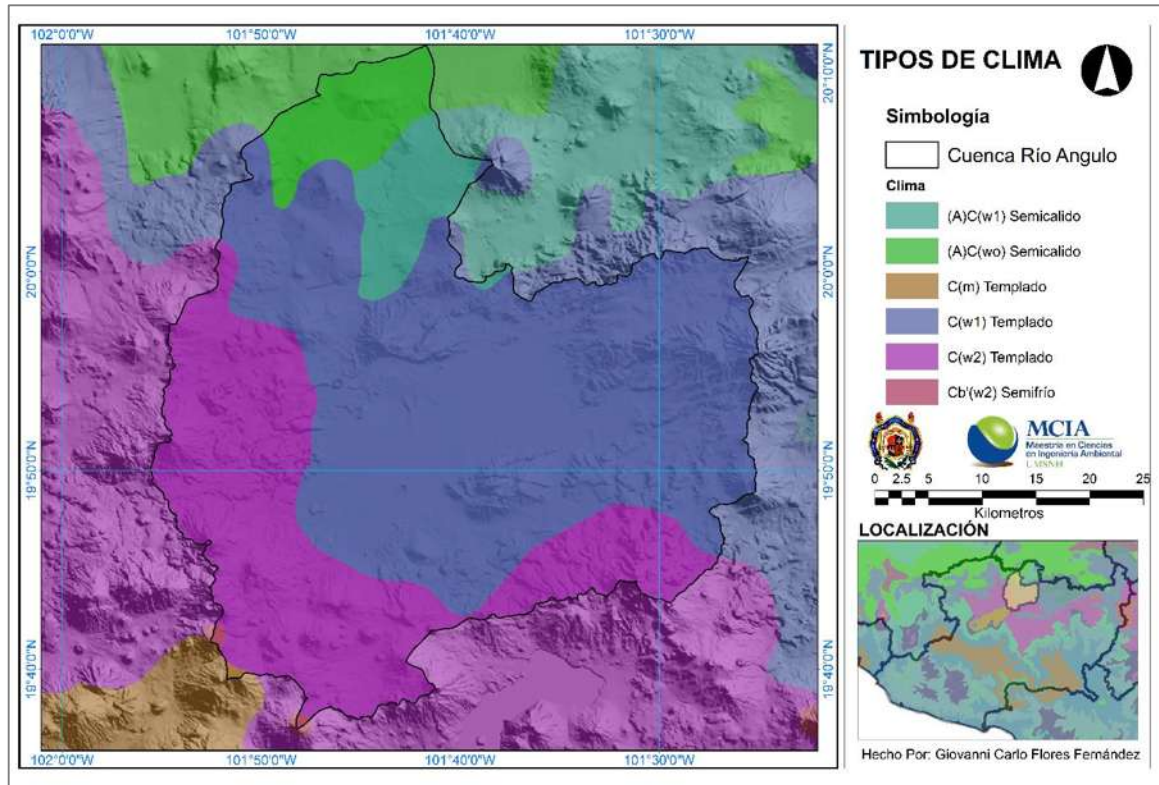 102°0'0"W 101°50'0"W 101°40'0"W 101°30'0"W
20°10'0"N
20°0'0"N
19°50'0"N
19°40'0"N
20°10'0"N
20°0'0"N
19°50'0"N
19°40'0"N
102°0'0"W 101°50'0"W 101°40'0"W 101°30'0"W
TIPOS DE CLIMA
Simbología
Cuenca Río Angulo
Clima
(A)C(w1) Semicalido
(A)C(wo) Semicalido
C(m) Templado
C(w1) Templado
C(w2) Templado
Cb'(w2) Semifrío
MCIA
Maestría en Ciencias
en Ingeniería Ambiental
UMSNH
0 2.5 5 10 15 20 25
Kilometros
LOCALIZACIÓN
Hecho Por: Giovanni Carlo Flores Fernández